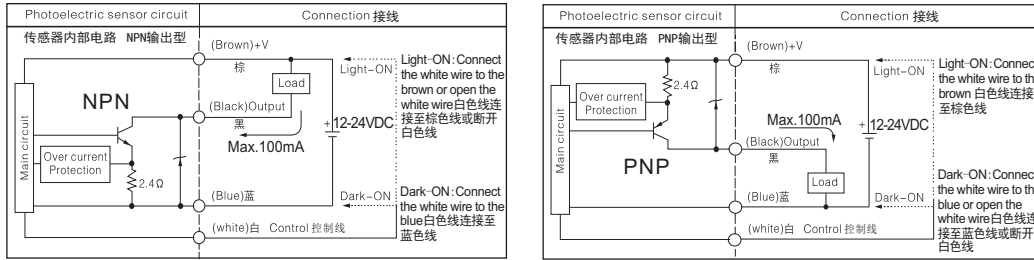 Photoelectric sensor circuit
Connection 接线
传感器内部电路 NPN输出型
(Brown)+V
棕
Light-ON
Light-ON:Connect
the white wire to the
brown or open the
white wire白色线连
接至棕色线或断开
白色线
Load
NPN
(Black)Output
黑
+
12-24VDC
Max.100mA
Main circuit
Over current
Protection
2.4Ω
(Blue)蓝
Dark-ON
Dark-ON:Connect
the white wire to the
blue白色线连接至
蓝色线
(white)白 Control 控制线
Photoelectric sensor circuit
Connection 接线
传感器内部电路 PNP输出型
(Brown)+V
棕
Light-ON
Light-ON:Connec
the white wire to th
brown 白色线连接
至棕色线
2.4Ω
Over current
Protection
Main circuit
Max.100mA
+
12-24VDC
(Black)Output
黑
PNP
Load
(Blue)蓝
Dark-ON
Dark-ON:Connec
the white wire to th
blue or open the
white wire白色线连
接至蓝色线或断开
白色线
(white)白 Control 控制线